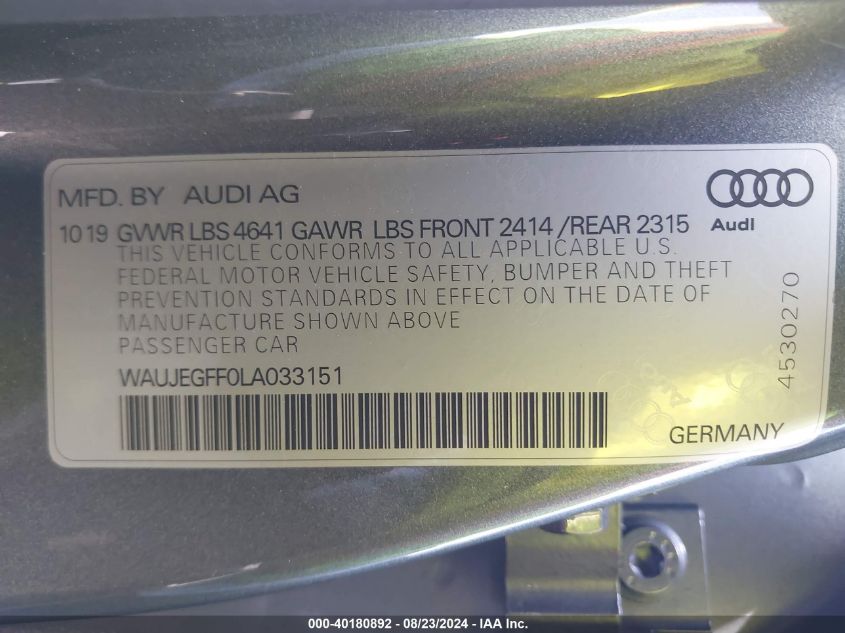 MFD. BY AUDI AG
Audi
10 19 GVWR LBS 4641 GAWR LBS FRONT 2414 /REAR 2315
THIS VEHICLE CONFORMS TO ALL APPLICABLE U.S.
FEDERAL MOTOR VEHICLE SAFETY, BUMPER AND THEFT
PREVENTION STANDARDS IN EFFECT ON THE DATE OF
MANUFACTURE SHOWN ABOVE
PASSENGER CAR
WAUJEGFF0LA033151
4530270
GERMANY
000-40180892 - 08/23/2024 - IAA Inc.